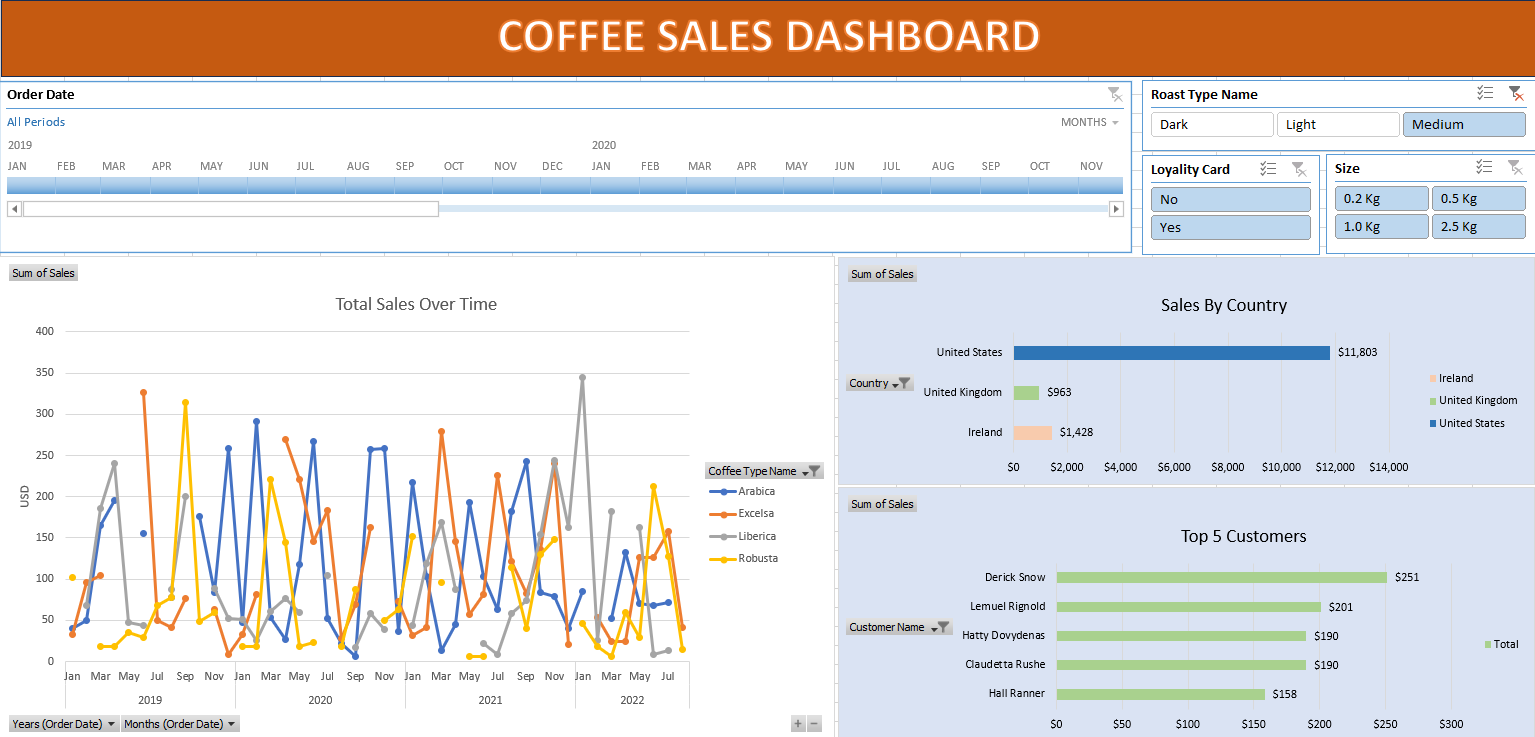 COFFEE SALES DASHBOARD
Order Date
All Periods
MONTHS
2019 2020
JAN FEB MAR APR MAY JUN JUL AUG SEP OCT NOV DEC JAN FEB MAR APR MAY JUN JUL AUG SEP OCT NOV
Roast Type Name
Dark Light Medium
Loyality Card
No
Yes
Size
0.2 Kg 0.5 Kg
1.0 Kg 2.5 Kg
Sum of Sales
Total Sales Over Time
400
350
300
250
200
150
100
50
0
USD
Jan Mar May Jul Sep Nov Jan Mar May Jul Sep Nov Jan Mar May Jul Sep Nov Jan Mar May Jul
2019 2020 2021 2022
Coffee Type Name
Arabica
Excelsa
Liberica
Robusta
Years (Order Date) Months (Order Date)
Sum of Sales
Sales By Country
Country
United States $11,803
United Kingdom $963
Ireland $1,428
$0 $2,000 $4,000 $6,000 $8,000 $10,000 $12,000 $14,000
Ireland
United Kingdom
United States
Sum of Sales
Top 5 Customers
Customer Name
Derick Snow $251
Lemuel Rignold $201
Hatty Dovydenas $190
Claudetta Rushe $190
Hall Ranner $158
$0 $50 $100 $150 $200 $250 $300
Total